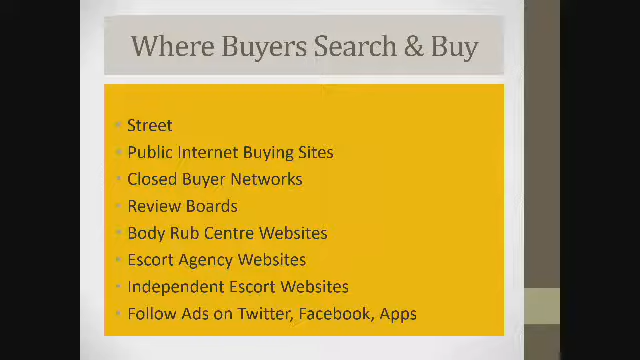 Where Buyers Search & Buy
Street
Public Internet Buying Sites
Closed Buyer Networks
Review Boards
Body Rub Centre Websites
Escort Agency Websites
Independent Escort Websites
Follow Ads on Twitter, Facebook, Apps